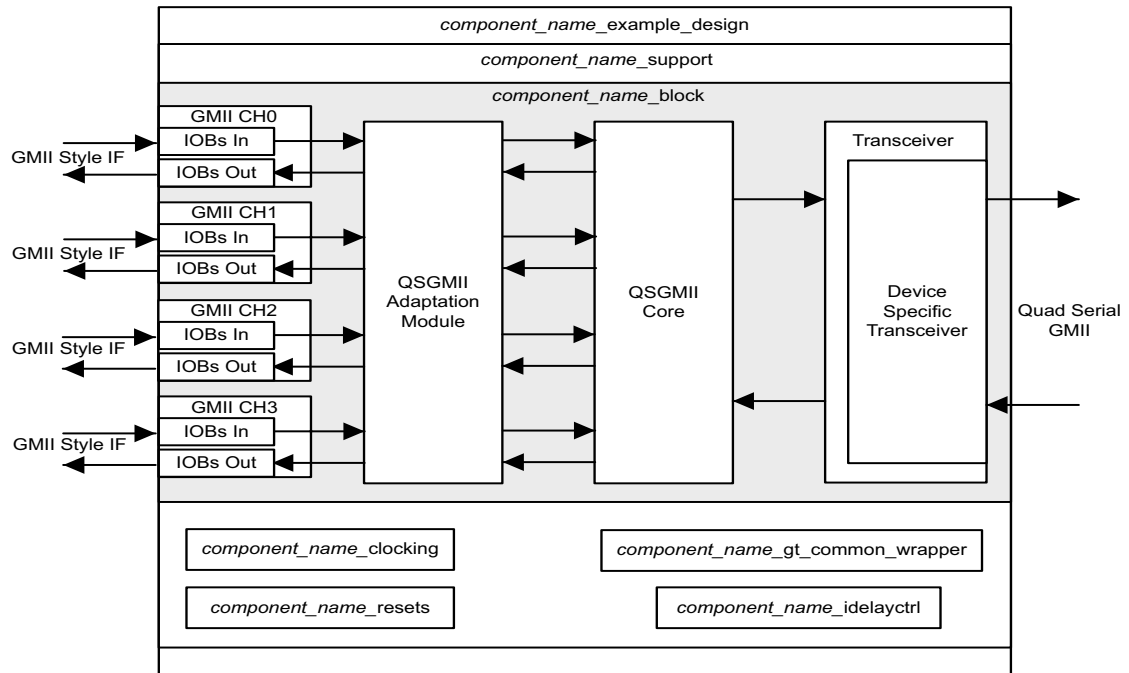 component_name_example_design
component_name_support
component_name_block
GMII CH0
IOBs In
IOBs Out
GMII Style IF
GMII CH1
IOBs In
IOBs Out
GMII Style IF
GMII CH2
IOBs In
IOBs Out
GMII Style IF
GMII CH3
IOBs In
IOBs Out
GMII Style IF
QSGMII
Adaptation
Module
QSGMII
Core
Transceiver
Device
Specific
Transceiver
Quad Serial
GMII
component_name_clocking
component_name_gt_common_wrapper
component_name_resets
component_name_idelayctrl